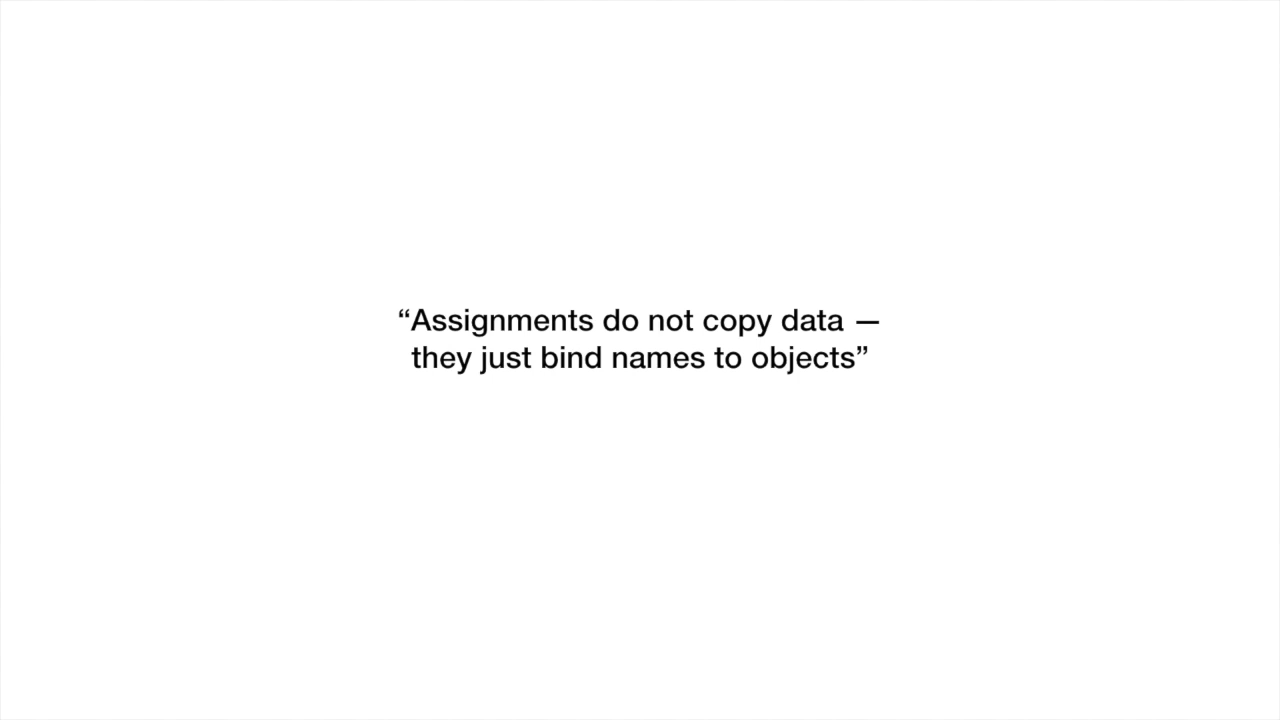 “Assignments do not copy data —
they just bind names to objects”